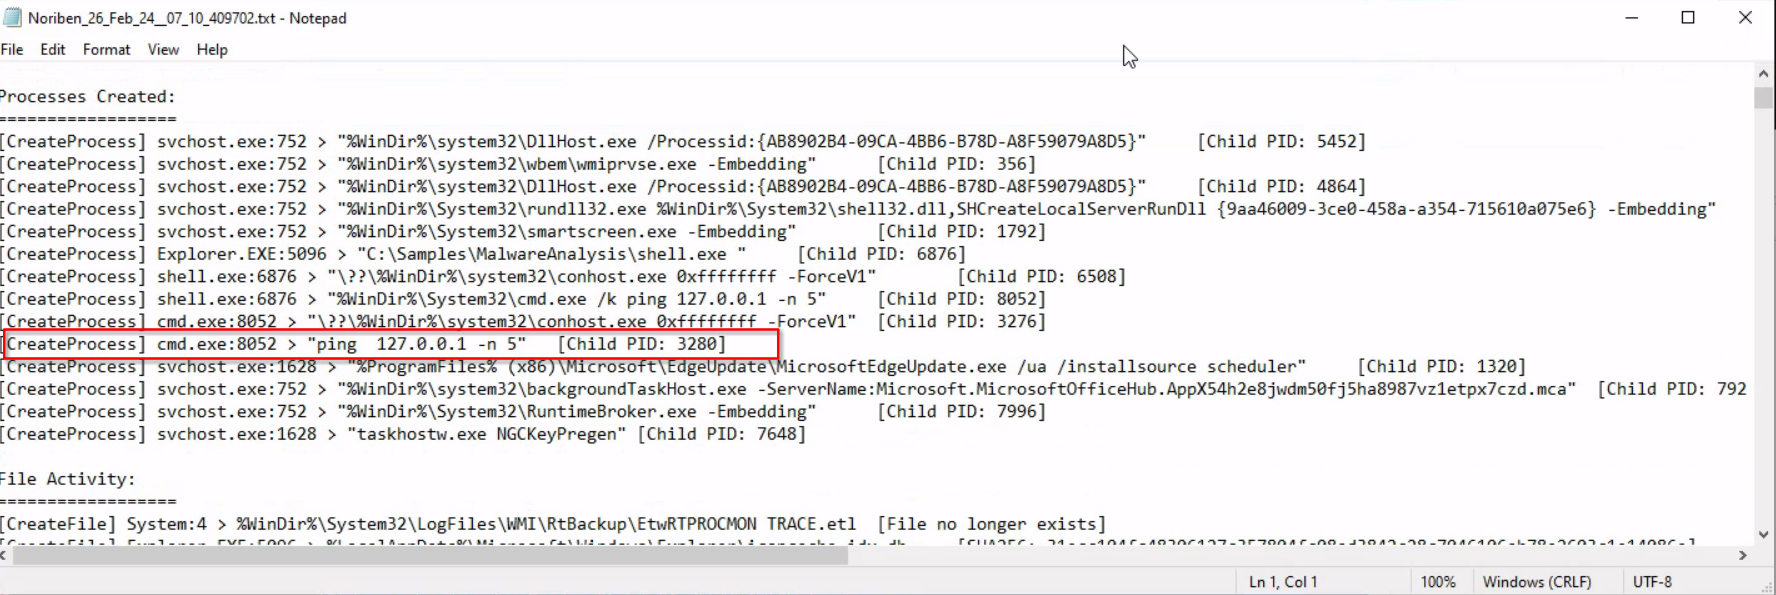 Noriben_26_Feb_24__07_10_409702.txt - Notepad
File Edit Format View Help
Processes Created:
==================
[CreateProcess] svchost.exe:752 > "%WinDir%\system32\DllHost.exe /Processid:{AB8902B4-09CA-4BB6-B78D-A8F59079A8D5}" [Child PID: 5452]
[CreateProcess] svchost.exe:752 > "%WinDir%\system32\wbem\wmiprvse.exe -Embedding" [Child PID: 356]
[CreateProcess] svchost.exe:752 > "%WinDir%\system32\DllHost.exe /Processid:{AB8902B4-09CA-4BB6-B78D-A8F59079A8D5}" [Child PID: 4864]
[CreateProcess] svchost.exe:752 > "%WinDir%\System32\rundll32.exe %WinDir%\System32\shell32.dll,SHCreateLocalServerRunDll {9aa46009-3ce0-458a-a354-715610a075e6} -Embedding"
[CreateProcess] svchost.exe:752 > "%WinDir%\System32\smartscreen.exe -Embedding" [Child PID: 1792]
[CreateProcess] Explorer.EXE:5096 > "C:\Samples\MalwareAnalysis\shell.exe " [Child PID: 6876]
[CreateProcess] shell.exe:6876 > "\??\%WinDir%\system32\conhost.exe 0xffffffff -ForceV1" [Child PID: 6508]
[CreateProcess] shell.exe:6876 > "%WinDir%\System32\cmd.exe /k ping 127.0.0.1 -n 5" [Child PID: 8052]
[CreateProcess] cmd.exe:8052 > "\??\%WinDir%\system32\conhost.exe 0xffffffff -ForceV1" [Child PID: 3276]
[CreateProcess] cmd.exe:8052 > "ping  127.0.0.1 -n 5" [Child PID: 3280]
[CreateProcess] svchost.exe:1628 > "%ProgramFiles% (x86)\Microsoft\EdgeUpdate\MicrosoftEdgeUpdate.exe /ua /installsource scheduler" [Child PID: 1320]
[CreateProcess] svchost.exe:752 > "%WinDir%\system32\backgroundTaskHost.exe -ServerName:Microsoft.MicrosoftOfficeHub.AppX54h2e8jwdm50fj5ha8987vz1etpx7czd.mca" [Child PID: 792
[CreateProcess] svchost.exe:752 > "%WinDir%\System32\RuntimeBroker.exe -Embedding" [Child PID: 7996]
[CreateProcess] svchost.exe:1628 > "taskhostw.exe NGCKeyPregen" [Child PID: 7648]
File Activity:
==================
[CreateFile] System:4 > %WinDir%\System32\LogFiles\WMI\RtBackup\EtwRTPROCMON TRACE.etl [File no longer exists]
Ln 1, Col 1 100% Windows (CRLF) UTF-8